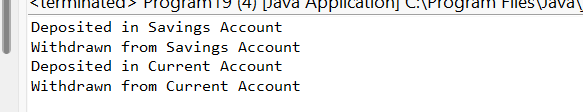 <terminated> Program19 (4) [Java Application] C:\Program Files\Java\
Deposited in Savings Account
Withdrawn from Savings Account
Deposited in Current Account
Withdrawn from Current Account